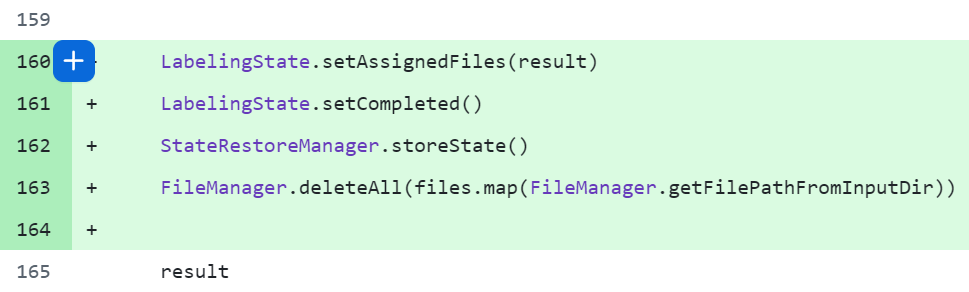 159
160 + LabelingState.setAssignedFiles(result)
161 + LabelingState.setCompleted()
162 + StateRestoreManager.storeState()
163 + FileManager.deleteAll(files.map(FileManager.getFilePathFromInputDir))
164 +
165 result